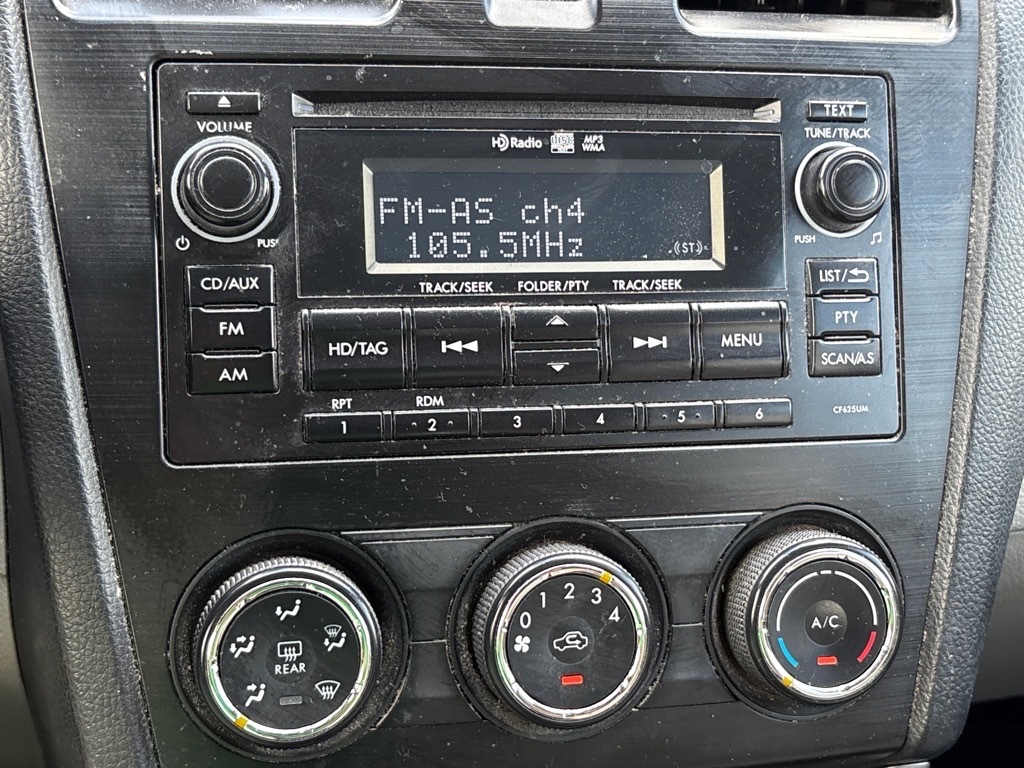 TEXT
VOLUME
TUNE/TRACK
HD Radio
DISC
MP3
WMA
FM-AS ch4
105.5MHz
((ST))
PUSH
PUSH
TRACK/SEEK
FOLDER/PTY
TRACK/SEEK
CD/AUX
LIST/
FM
HD/TAG
MENU
PTY
AM
SCAN/AS
RPT
RDM
1
2
3
4
5
6
CF625UM
0
1
2
3
4
REAR
A/C